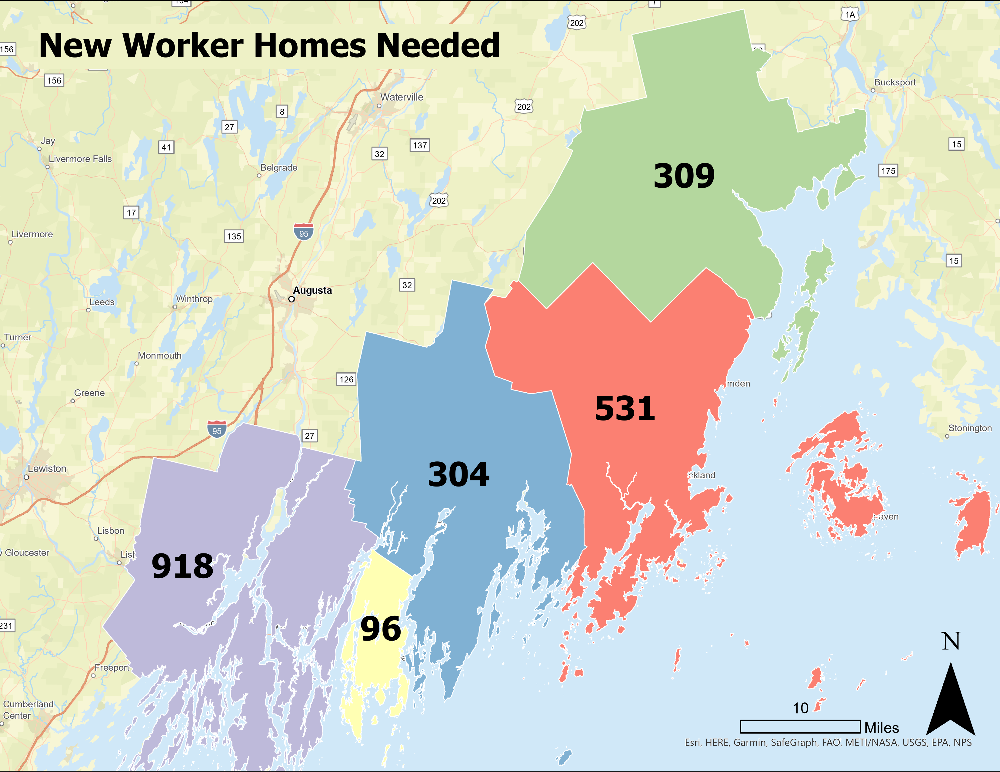 7
202
1A
New Worker Homes Needed
156
156
Bucksport
Waterville
202
8
27
Jay
41
137
15
32
Livermore Falls
Belgrade
175
309
202
17
Livermore
135
95
15
32
Augusta
Leeds
Winthrop
Turner
Monmouth
126
mden
Greene
531
95
27
Stonington
Lewiston
304
ckland
aven
Lisbon
Gloucester
Lisb
918
231
96
N
Freeport
Cumberland
Center
10
Miles
Esri, HERE, Garmin, SafeGraph, FAO, METI/NASA, USGS, EPA, NPS